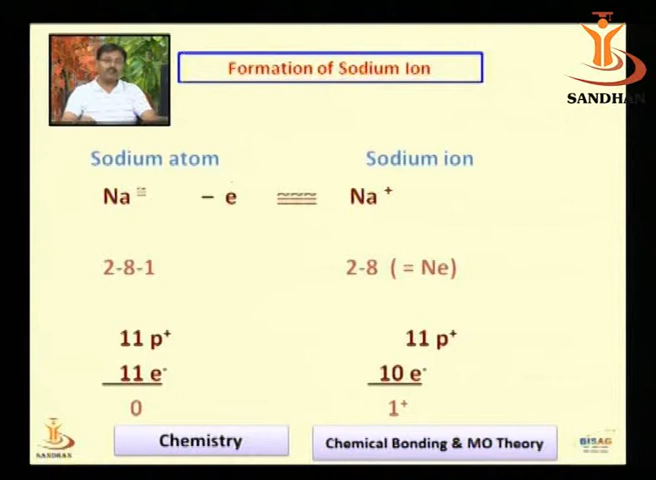 Formation of Sodium Ion
SANDHAN
Sodium atom Sodium ion
Na – e Na +
2-8-1 2-8 ( = Ne)
11 p+ 11 p+
11 e- 10 e-
0 1+
Chemistry Chemical Bonding & MO Theory
SANDHAN BISAG